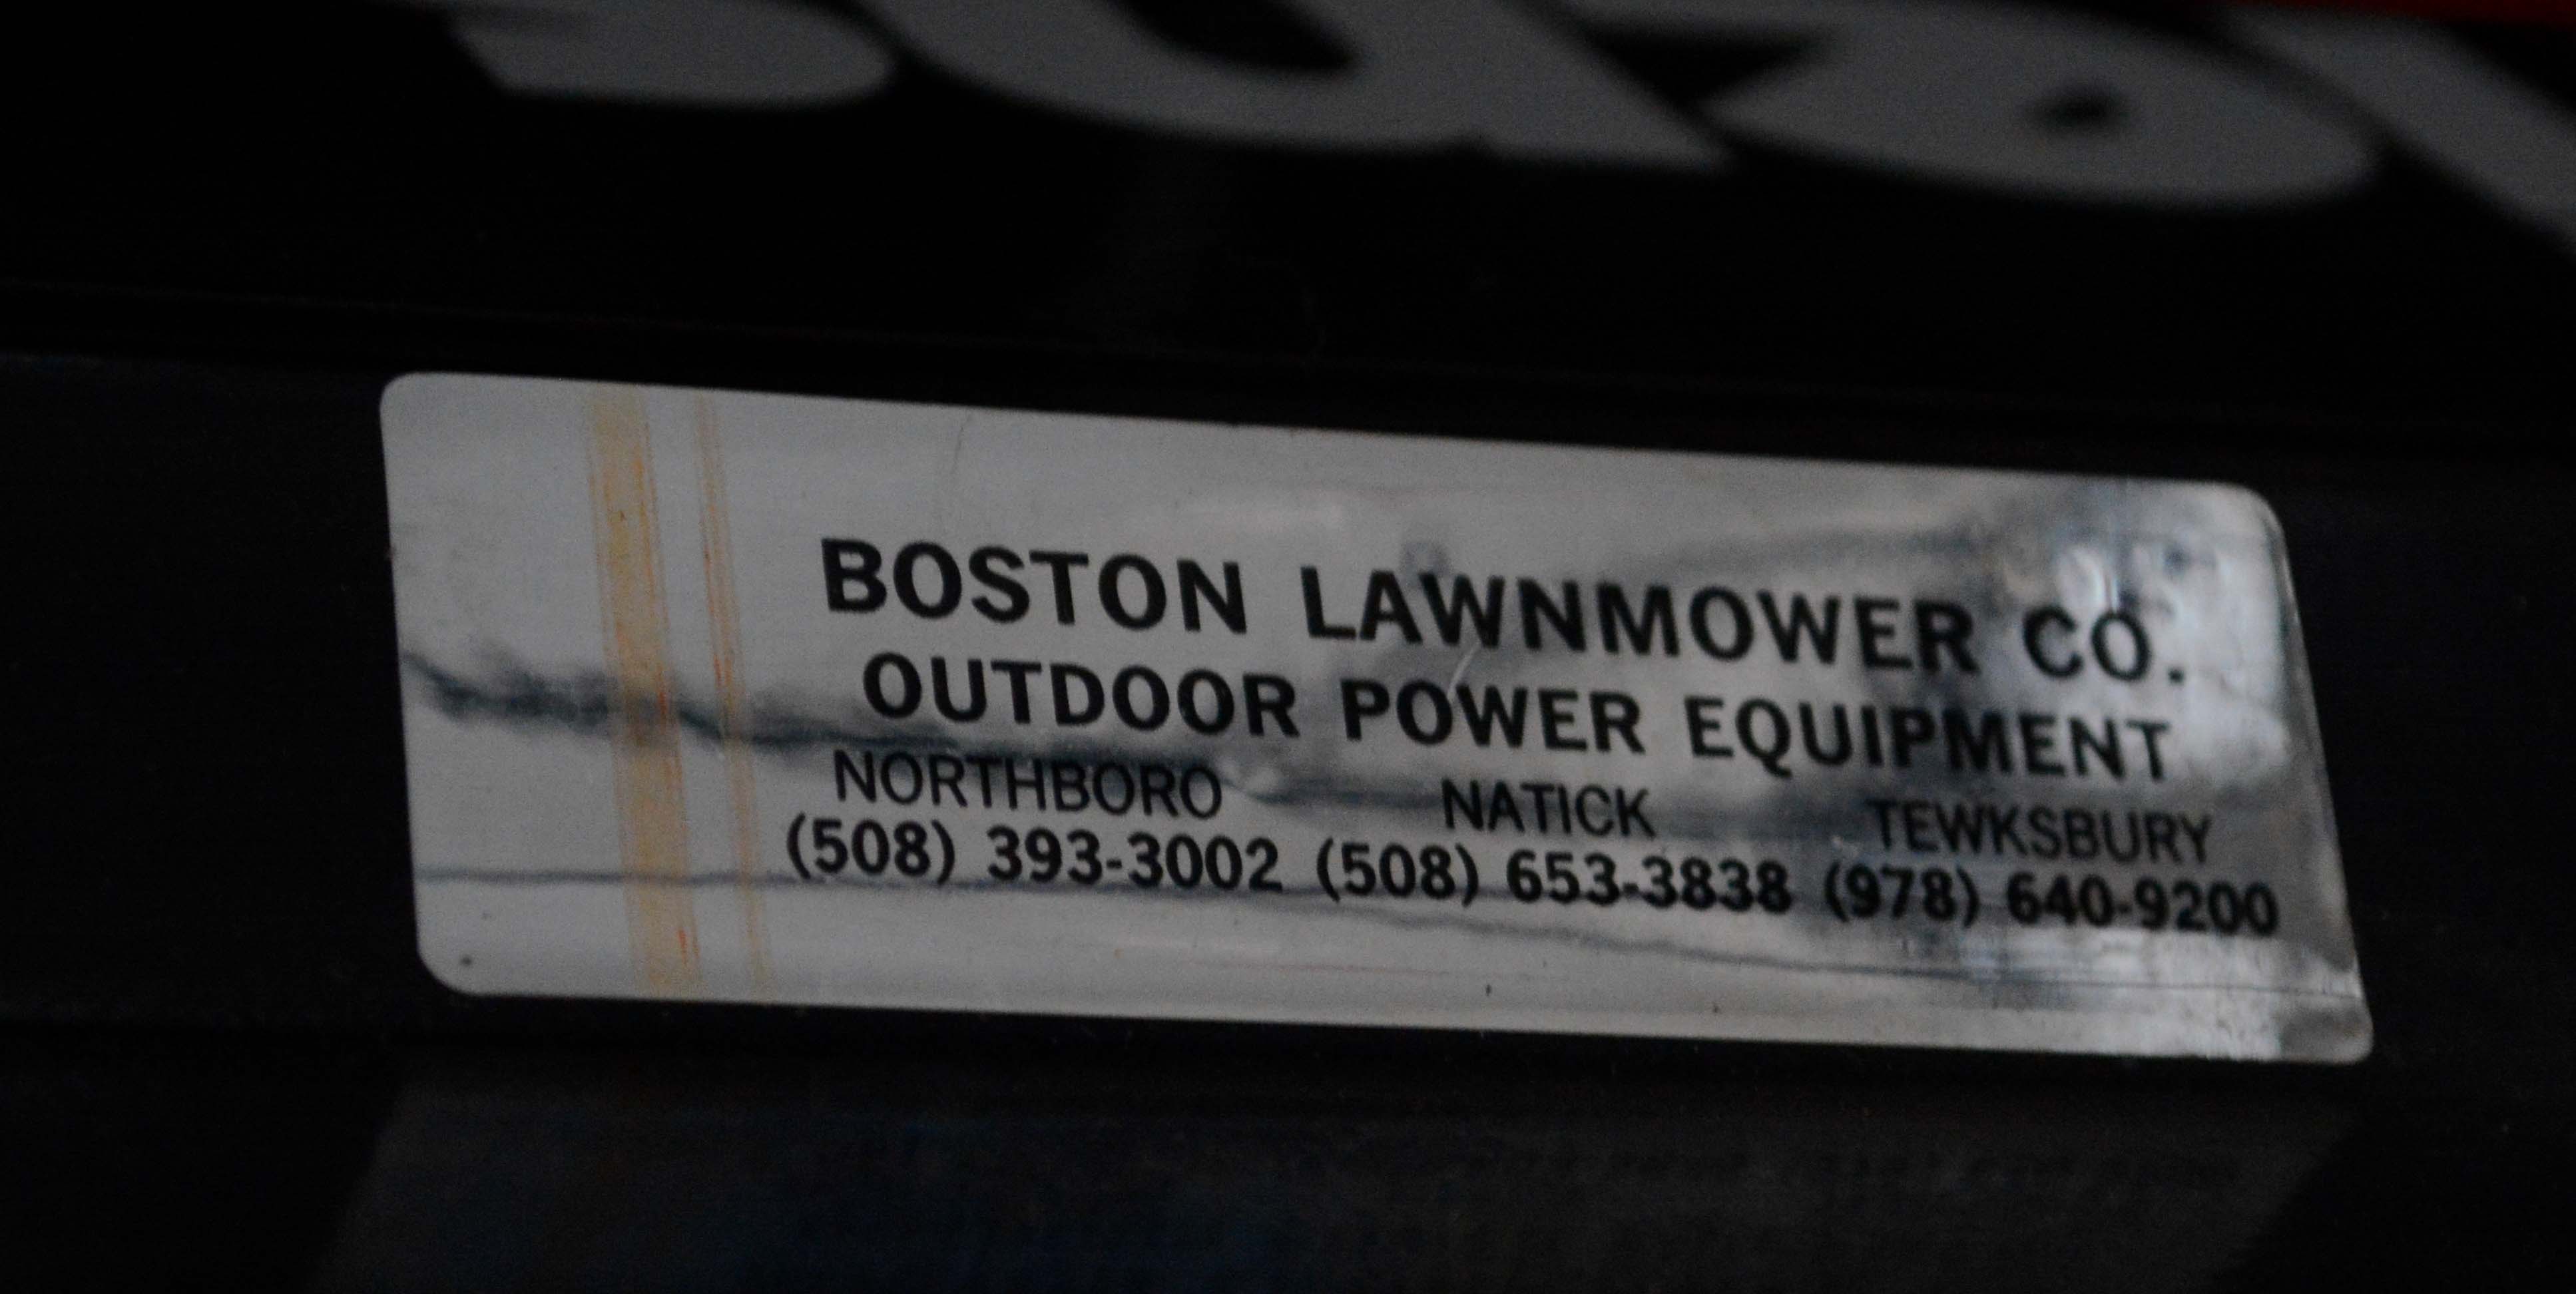 BOSTON LAWNMOWER CO.
OUTDOOR POWER EQUIPMENT
NORTHBORO NATICK TEWKSBURY
(508) 393-3002 (508) 653-3838 (978) 640-9200